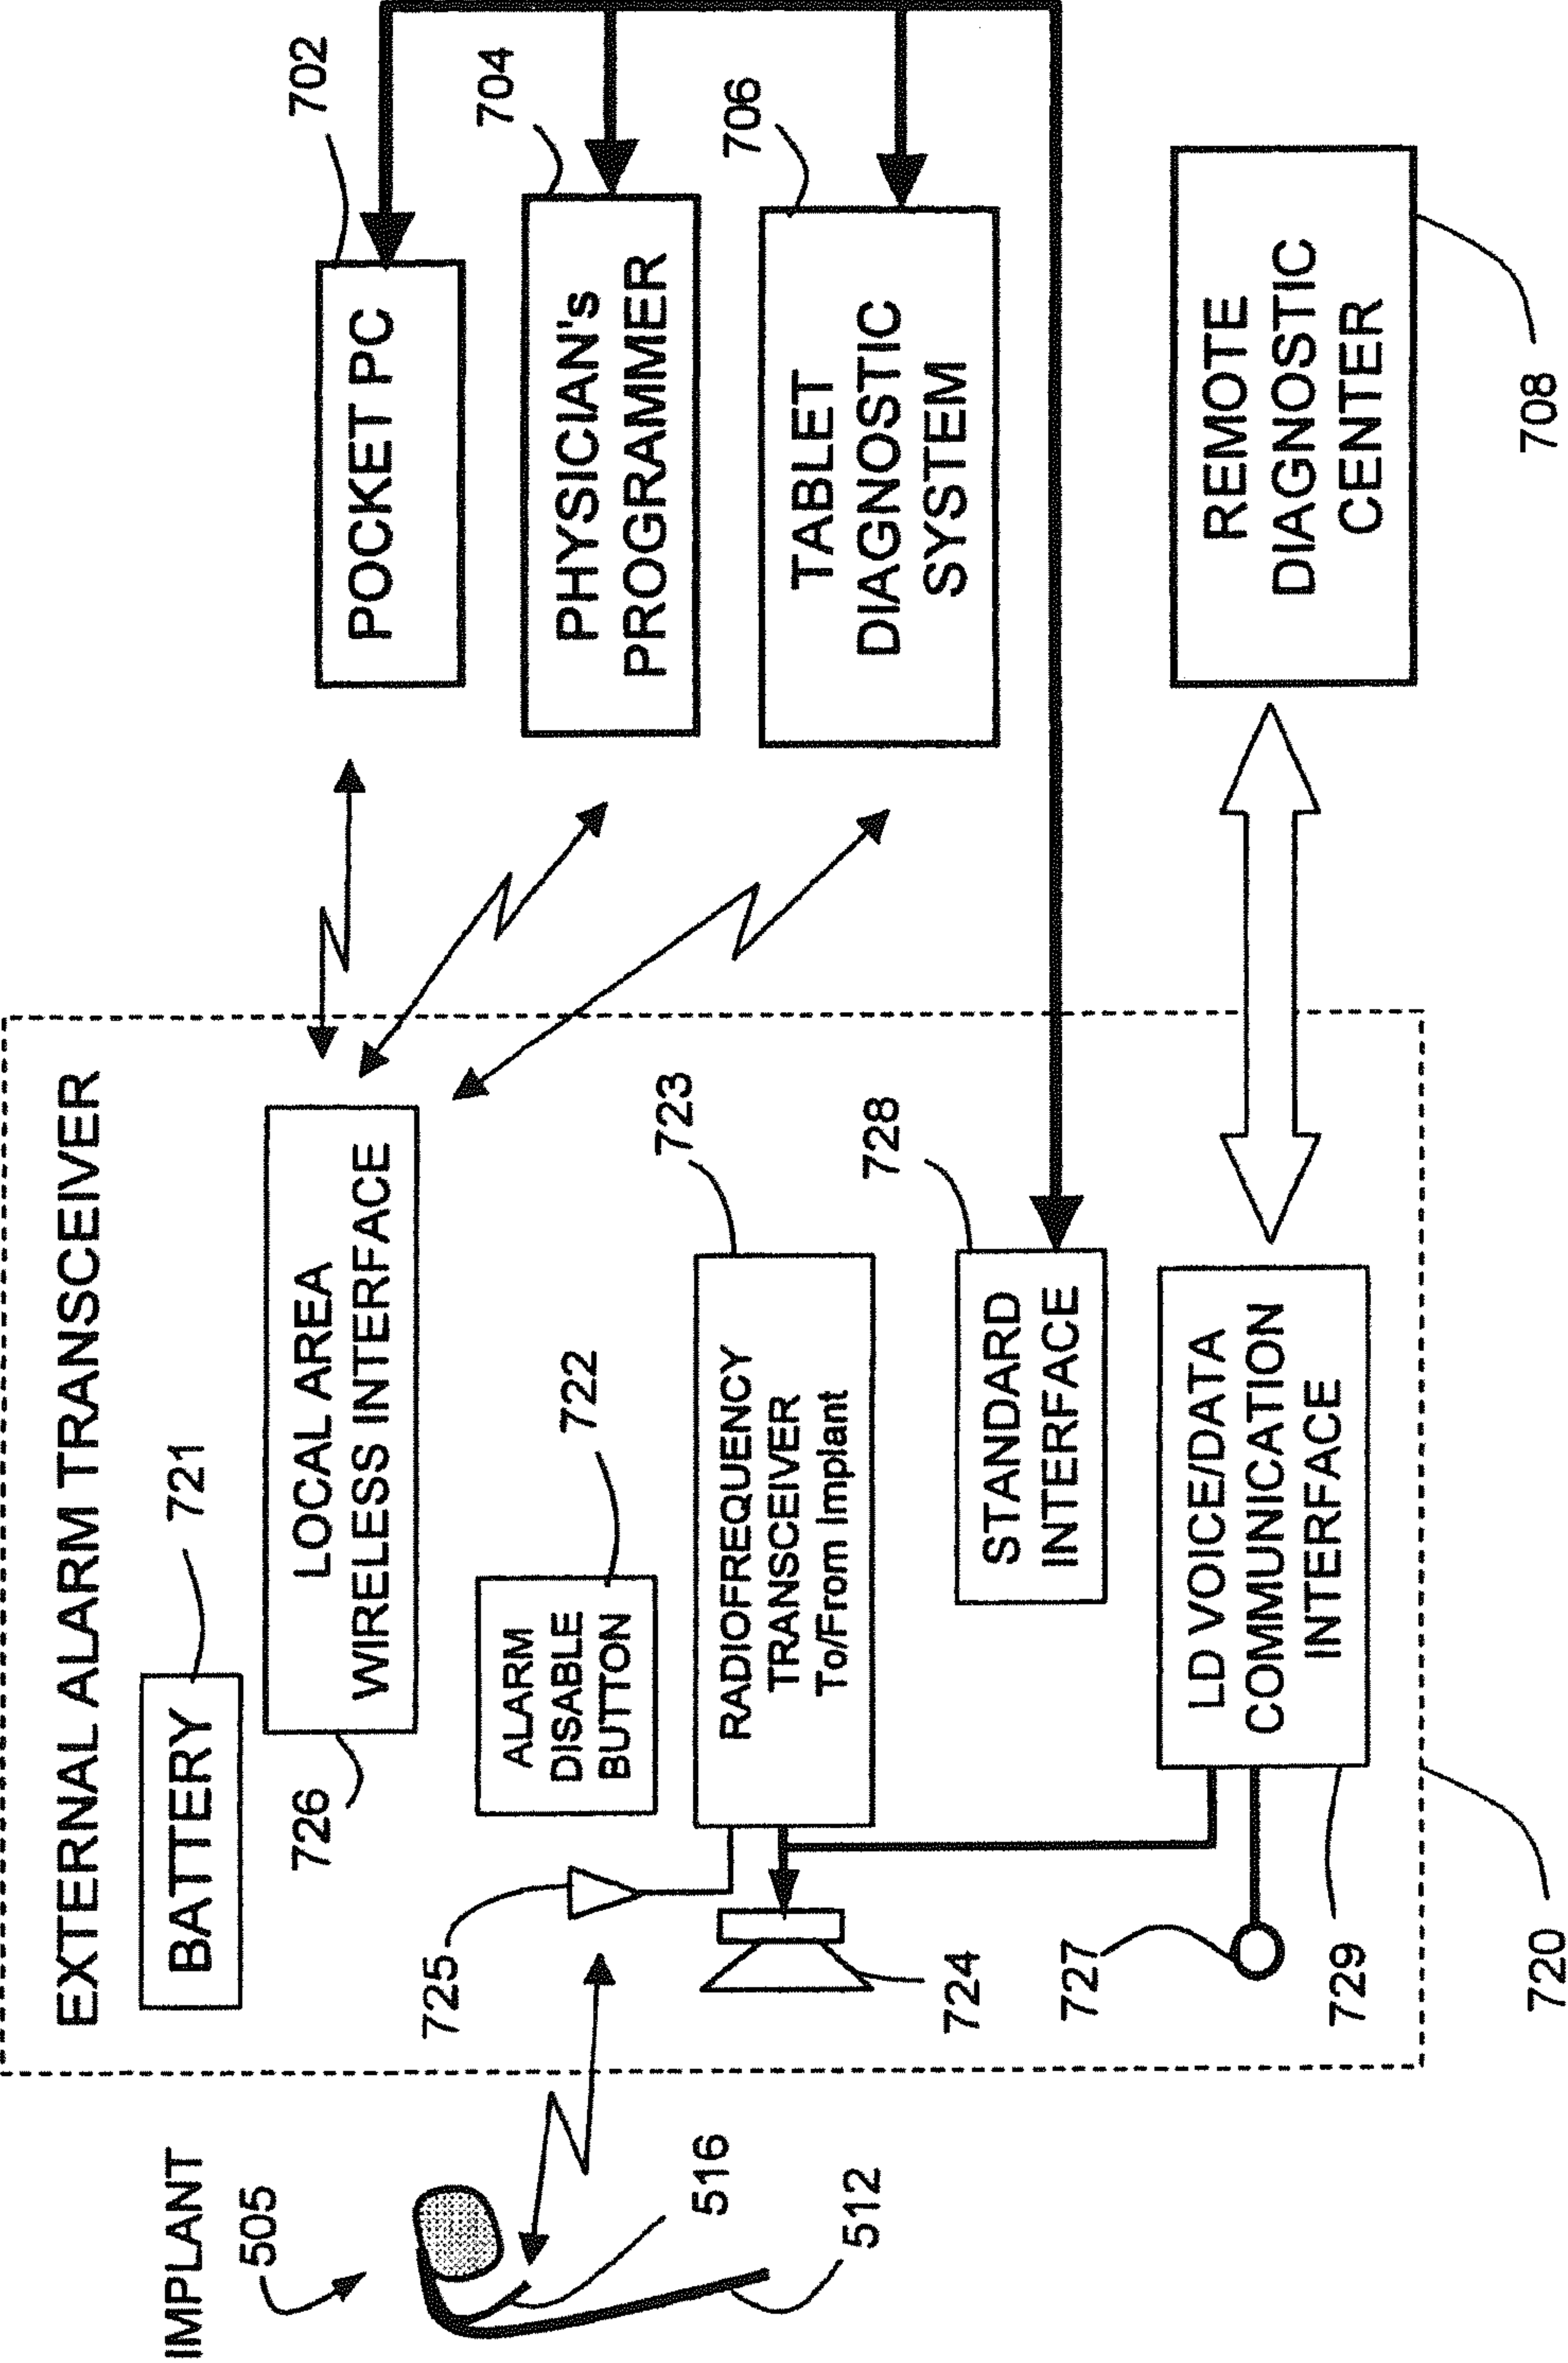 IMPLANT
505
516
512
EXTERNAL ALARM TRANSCEIVER
BATTERY
721
LOCAL AREA
WIRELESS INTERFACE
726
ALARM
DISABLE
BUTTON
722
725
RADIOFREQUENCY
TRANSCEIVER
To/From Implant
723
724
STANDARD
INTERFACE
728
LD VOICE/DATA
COMMUNICATION
INTERFACE
727
729
720
POCKET PC
702
PHYSICIAN's
PROGRAMMER
704
TABLET
DIAGNOSTIC
SYSTEM
706
REMOTE
DIAGNOSTIC
CENTER
708